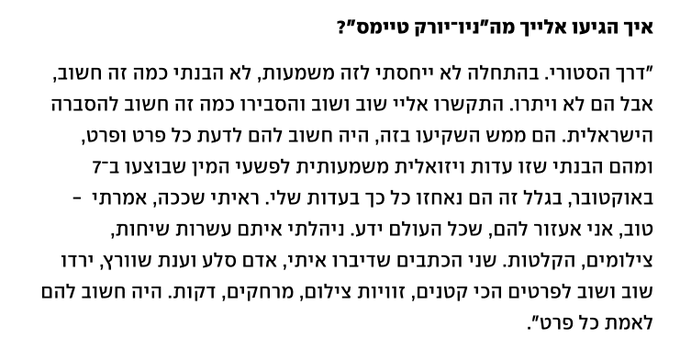 איך הגיעו אלייך מה"ניו־יורק טיימס"?
"דרך הסטורי. בהתחלה לא ייחסתי לזה משמעות, לא הבנתי כמה זה חשוב,
אבל הם לא ויתרו. התקשרו אליי שוב ושוב והסבירו כמה זה חשוב להסברה
הישראלית. הם ממש השקיעו בזה, היה חשוב להם לדעת כל פרט ופרט,
ומהם הבנתי שזו עדות ויזואלית משמעותית לפשעי המין שבוצעו ב־7
באוקטובר, בגלל זה הם נאחזו כל כך בעדות שלי. ראיתי שככה, אמרתי –
טוב, אני אעזור להם, שכל העולם ידע. ניהלתי איתם עשרות שיחות,
צילומים, הקלטות. שני הכתבים שדיברו איתי, אדם סלע וענת שוורץ, ירדו
שוב ושוב לפרטים הכי קטנים, זוויות צילום, מרחקים, דקות. היה חשוב להם
לאמת כל פרט".